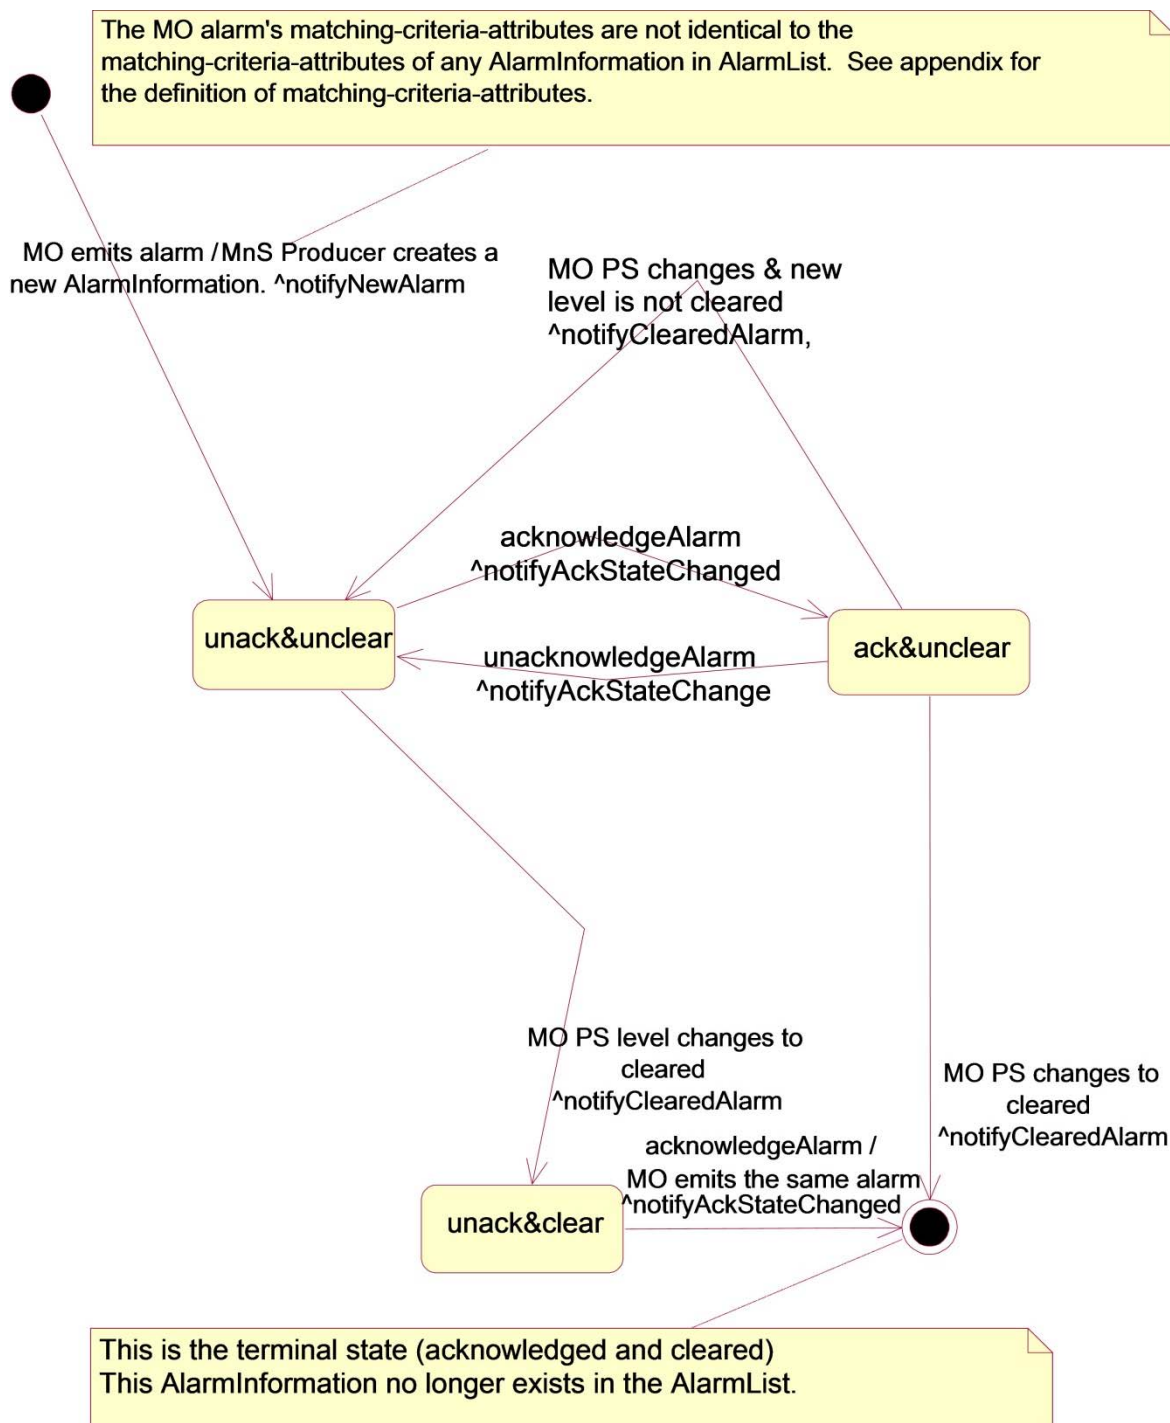 The MO alarm's matching-criteria-attributes are not identical to the
matching-criteria-attributes of any AlarmInformation in AlarmList.  See appendix for
the definition of matching-criteria-attributes.
MO emits alarm /MnS Producer creates a
new AlarmInformation. ^notifyNewAlarm
MO PS changes & new
level is not cleared
^notifyClearedAlarm,
acknowledgeAlarm
^notifyAckStateChanged
unack&unclear
unacknowledgeAlarm
^notifyAckStateChange
ack&unclear
MO PS level changes to
cleared
^notifyClearedAlarm
MO PS changes to
cleared
^notifyClearedAlarm
acknowledgeAlarm /
MO emits the same alarm
^notifyAckStateChanged
unack&clear
This is the terminal state (acknowledged and cleared)
This AlarmInformation no longer exists in the AlarmList.